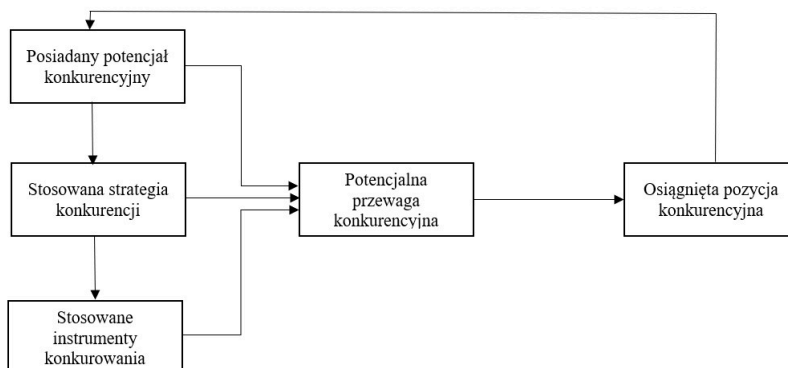 Posiadany potencjał
konkurencyjny
Stosowana strategia
konkurencji
Potencjalna
przewaga
konkurencyjna
Osiągnięta pozycja
konkurencyjna
Stosowane
instrumenty
konkurowania